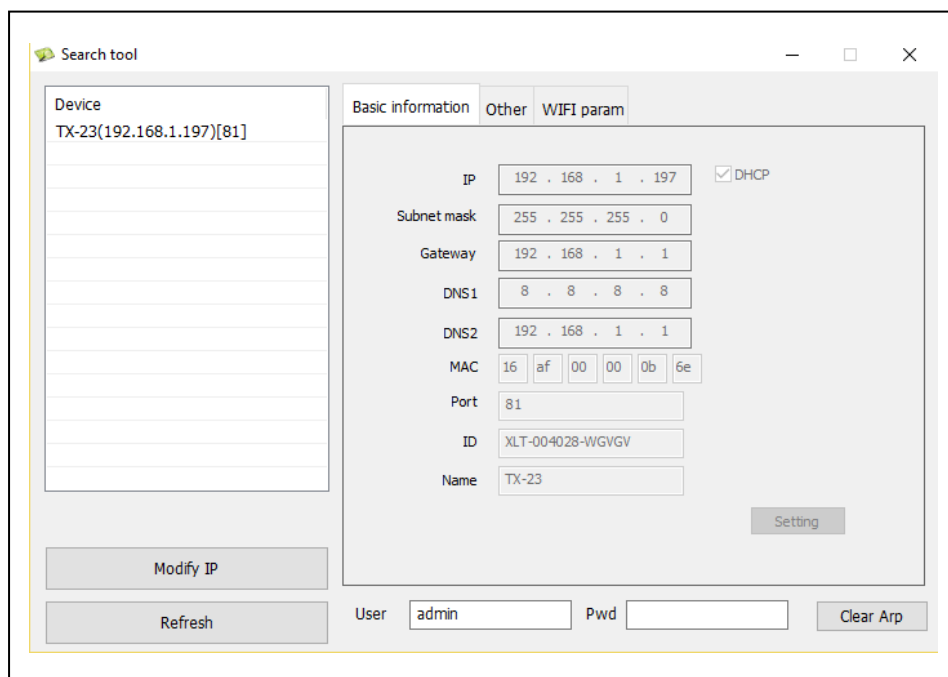 Search tool
Device
TX-23(192.168.1.197)[81]
Basic information Other WIFI param
IP 192 . 168 . 1 . 197 DHCP
Subnet mask 255 . 255 . 255 . 0
Gateway 192 . 168 . 1 . 1
DNS1 8 . 8 . 8 . 8
DNS2 192 . 168 . 1 . 1
MAC 16 af 00 00 0b 6e
Port 81
ID XLT-004028-WGVGV
Name TX-23
Setting
Modify IP
Refresh
User admin Pwd Clear Arp